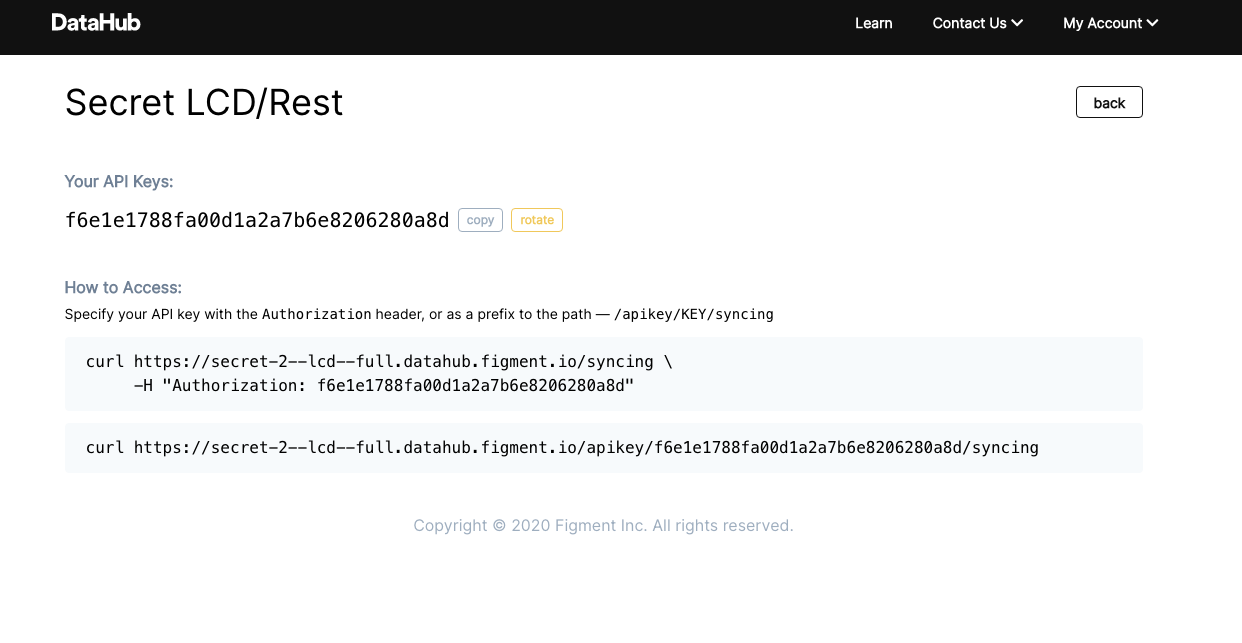 DataHub
Learn
Contact Us
My Account
Secret LCD/Rest
back
Your API Keys:
f6e1e1788fa00d1a2a7b6e8206280a8d copy rotate
How to Access:
Specify your API key with the Authorization header, or as a prefix to the path — /apikey/KEY/syncing
curl https://secret-2--lcd--full.datahub.figment.io/syncing \
-H "Authorization: f6e1e1788fa00d1a2a7b6e8206280a8d"
curl https://secret-2--lcd--full.datahub.figment.io/apikey/f6e1e1788fa00d1a2a7b6e8206280a8d/syncing
Copyright © 2020 Figment Inc. All rights reserved.